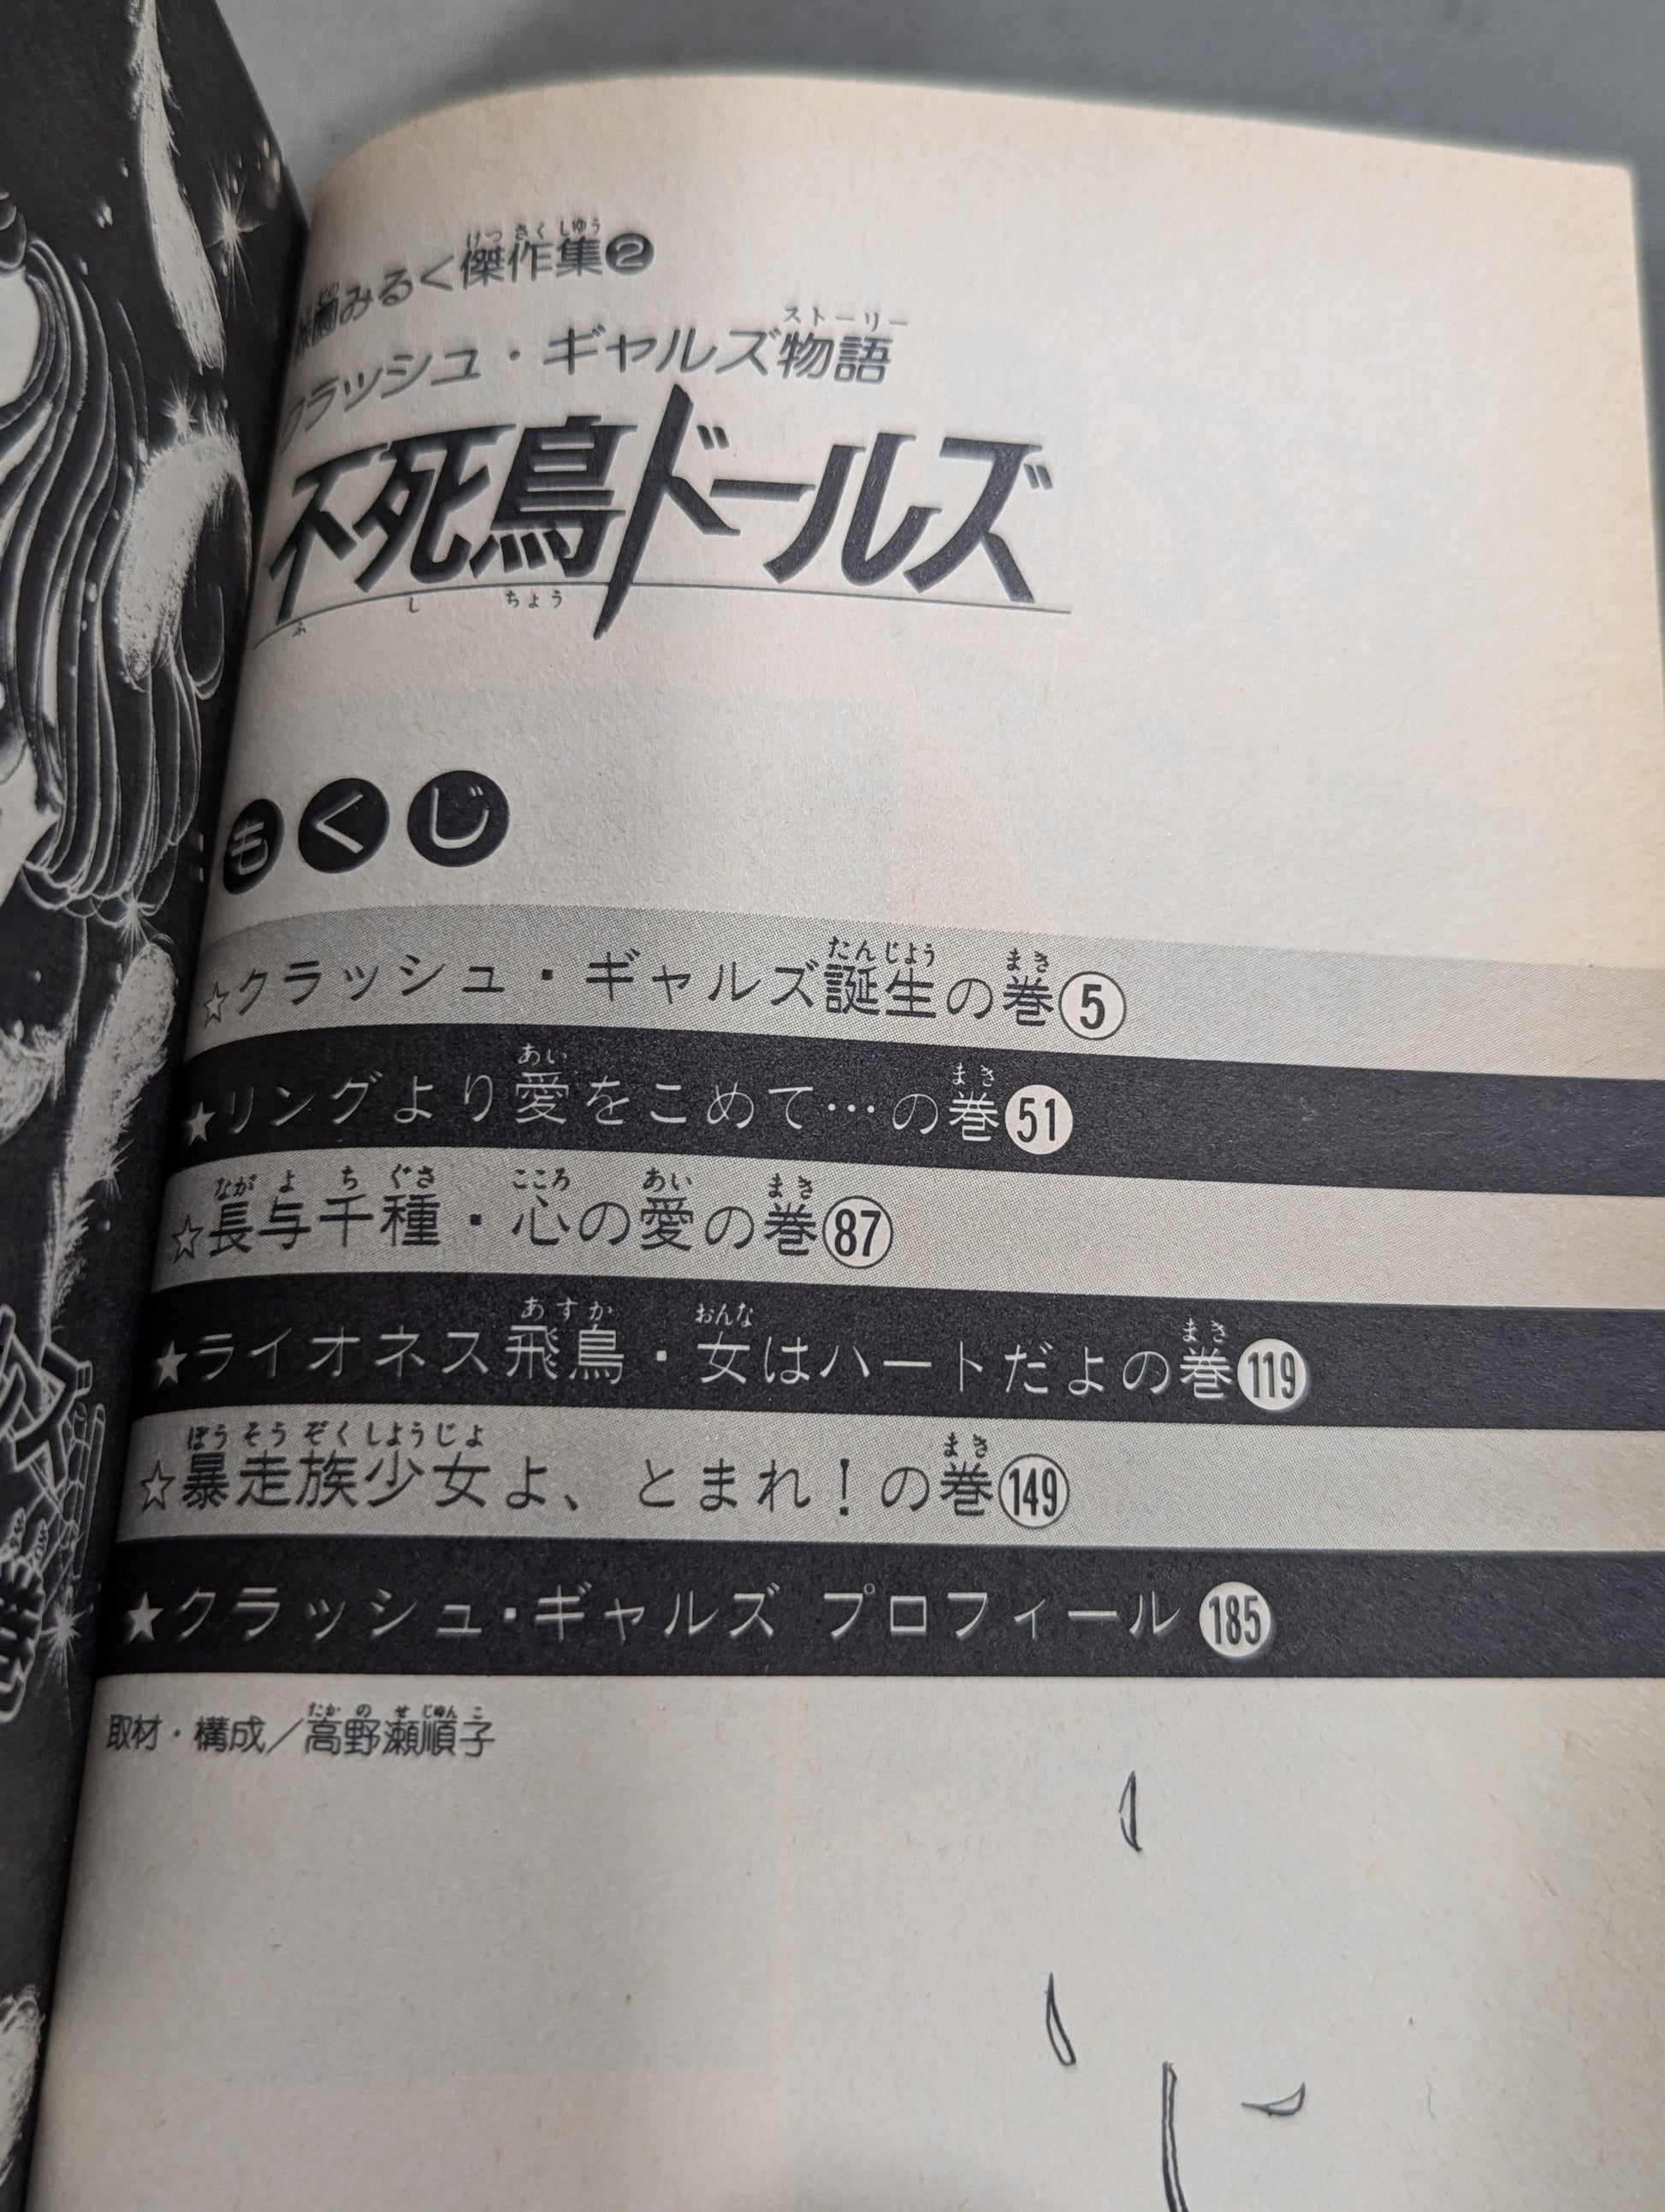 みるく傑作集❷
クラッシュ・ギャルズ物語
不死鳥ドールズ
もくじ
☆クラッシュ・ギャルズ誕生の巻⑤
★リングより愛をこめて…の巻51
☆長与千種・心の愛の巻87
★ライオネス飛鳥・女はハートだよの巻119
☆暴走族少女よ、とまれ！の巻149
★クラッシュ・ギャルズ プロフィール185
取材・構成／高野瀬順子